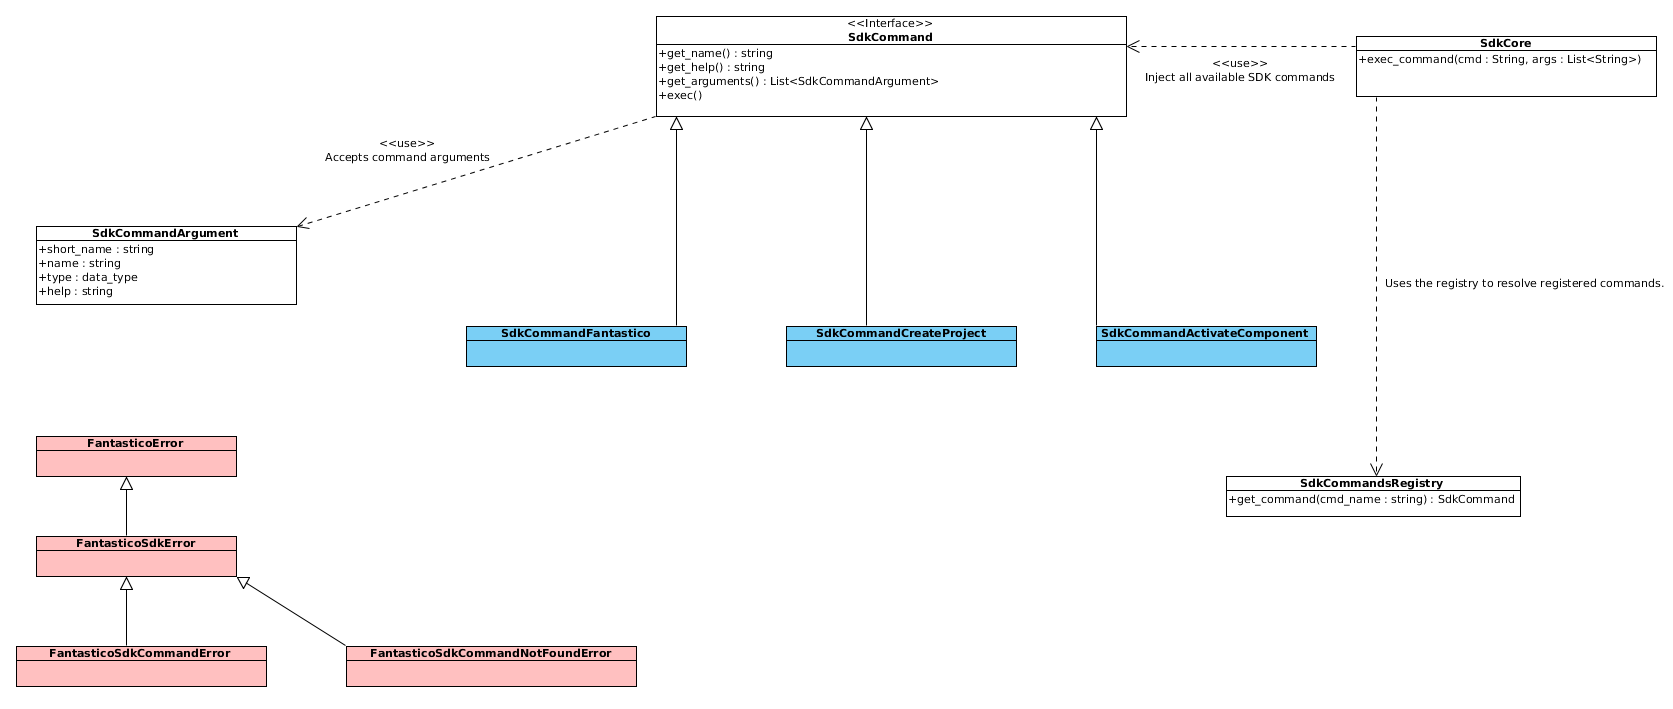 <<Interface>>
SdkCommand
+get_name() : string
+get_help() : string
+get_arguments() : List<SdkCommandArgument>
+exec()
SdkCore
+exec_command(cmd : String, args : List<String>)
<<use>>
Inject all available SDK commands
<<use>>
Accepts command arguments
SdkCommandArgument
+short_name : string
+name : string
+type : data_type
+help : string
Uses the registry to resolve registered commands.
SdkCommandFantastico
SdkCommandCreateProject
SdkCommandActivateComponent
FantasticoError
SdkCommandsRegistry
+get_command(cmd_name : string) : SdkCommand
FantasticoSdkError
FantasticoSdkCommandError
FantasticoSdkCommandNotFoundError